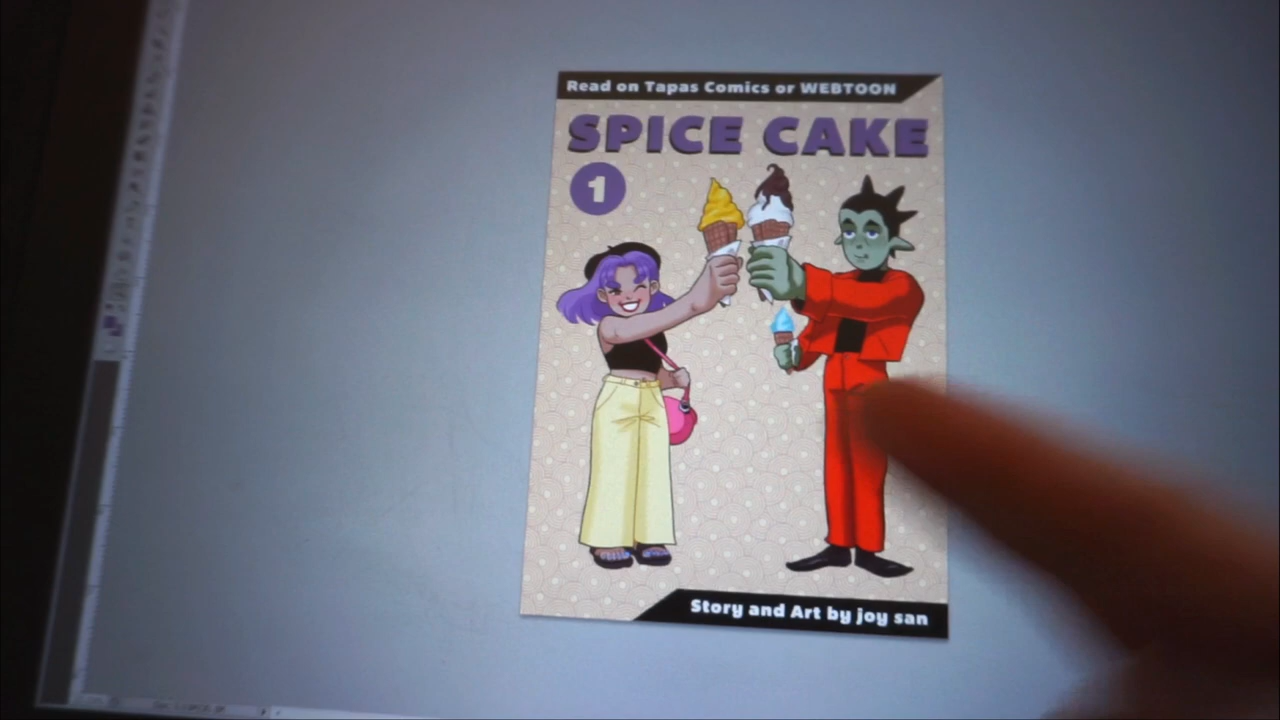 Read on Tapas Comics or WEBTOON
SPICE CAKE
1
Story and Art by joy san